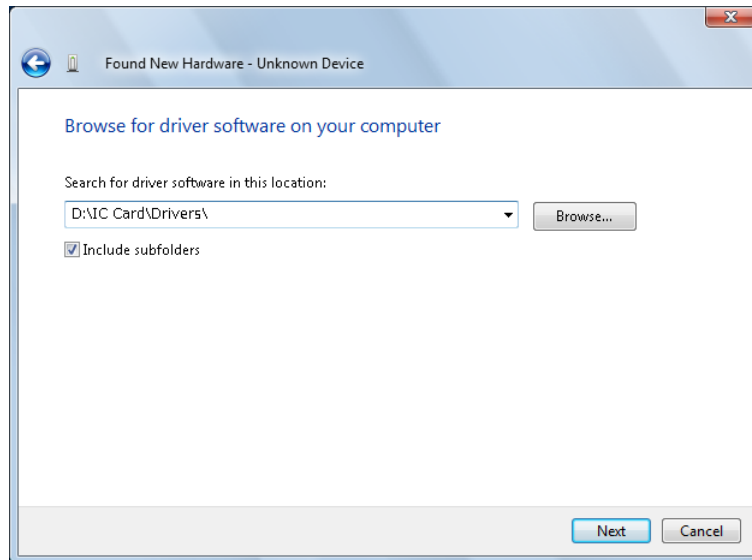 Found New Hardware - Unknown Device
Browse for driver software on your computer
Search for driver software in this location:
D:\IC Card\Drivers\
Browse...
Include subfolders
Next
Cancel